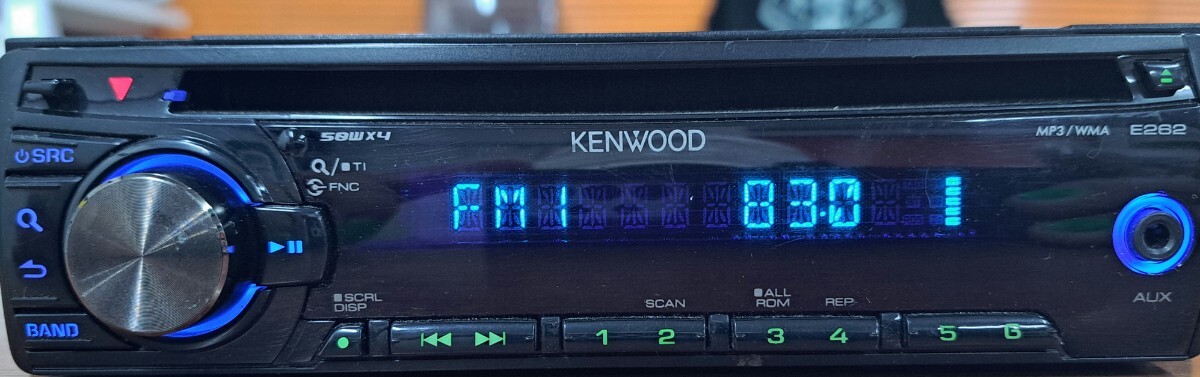 50WX4
KENWOOD
MP3/WMA E262
SRC
/ TI
FNC
FM1 83.0
SCRL
DISP
SCAN
ALL
RDM
REP
AUX
BAND
1 2 3 4 5 6